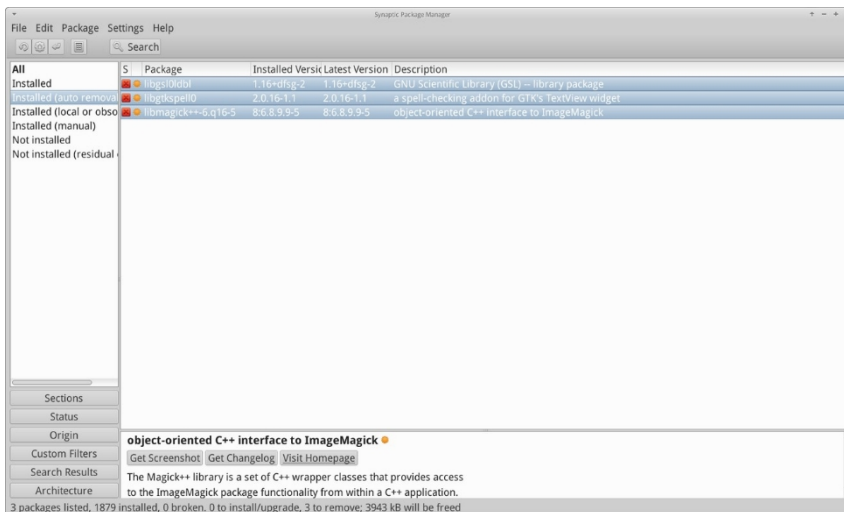 Synaptic Package Manager
File Edit Package Settings Help
Search
All
Installed
Installed (auto remova
Installed (local or obso
Installed (manual)
Not installed
Not installed (residual
S Package Installed Versic Latest Version Description
libgsl0ldbl 1.16+dfsg-2 1.16+dfsg-2 GNU Scientific Library (GSL) -- library package
libgtkspell0 2.0.16-1.1 2.0.16-1.1 a spell-checking addon for GTK's TextView widget
libmagick++-6.q16-5 8:6.8.9.9-5 8:6.8.9.9-5 object-oriented C++ interface to ImageMagick
Sections
Status
Origin
Custom Filters
Search Results
Architecture
object-oriented C++ interface to ImageMagick
Get Screenshot Get Changelog Visit Homepage
The Magick++ library is a set of C++ wrapper classes that provides access
to the ImageMagick package functionality from within a C++ application.
3 packages listed, 1879 installed, 0 broken. 0 to install/upgrade, 3 to remove; 3943 kB will be freed